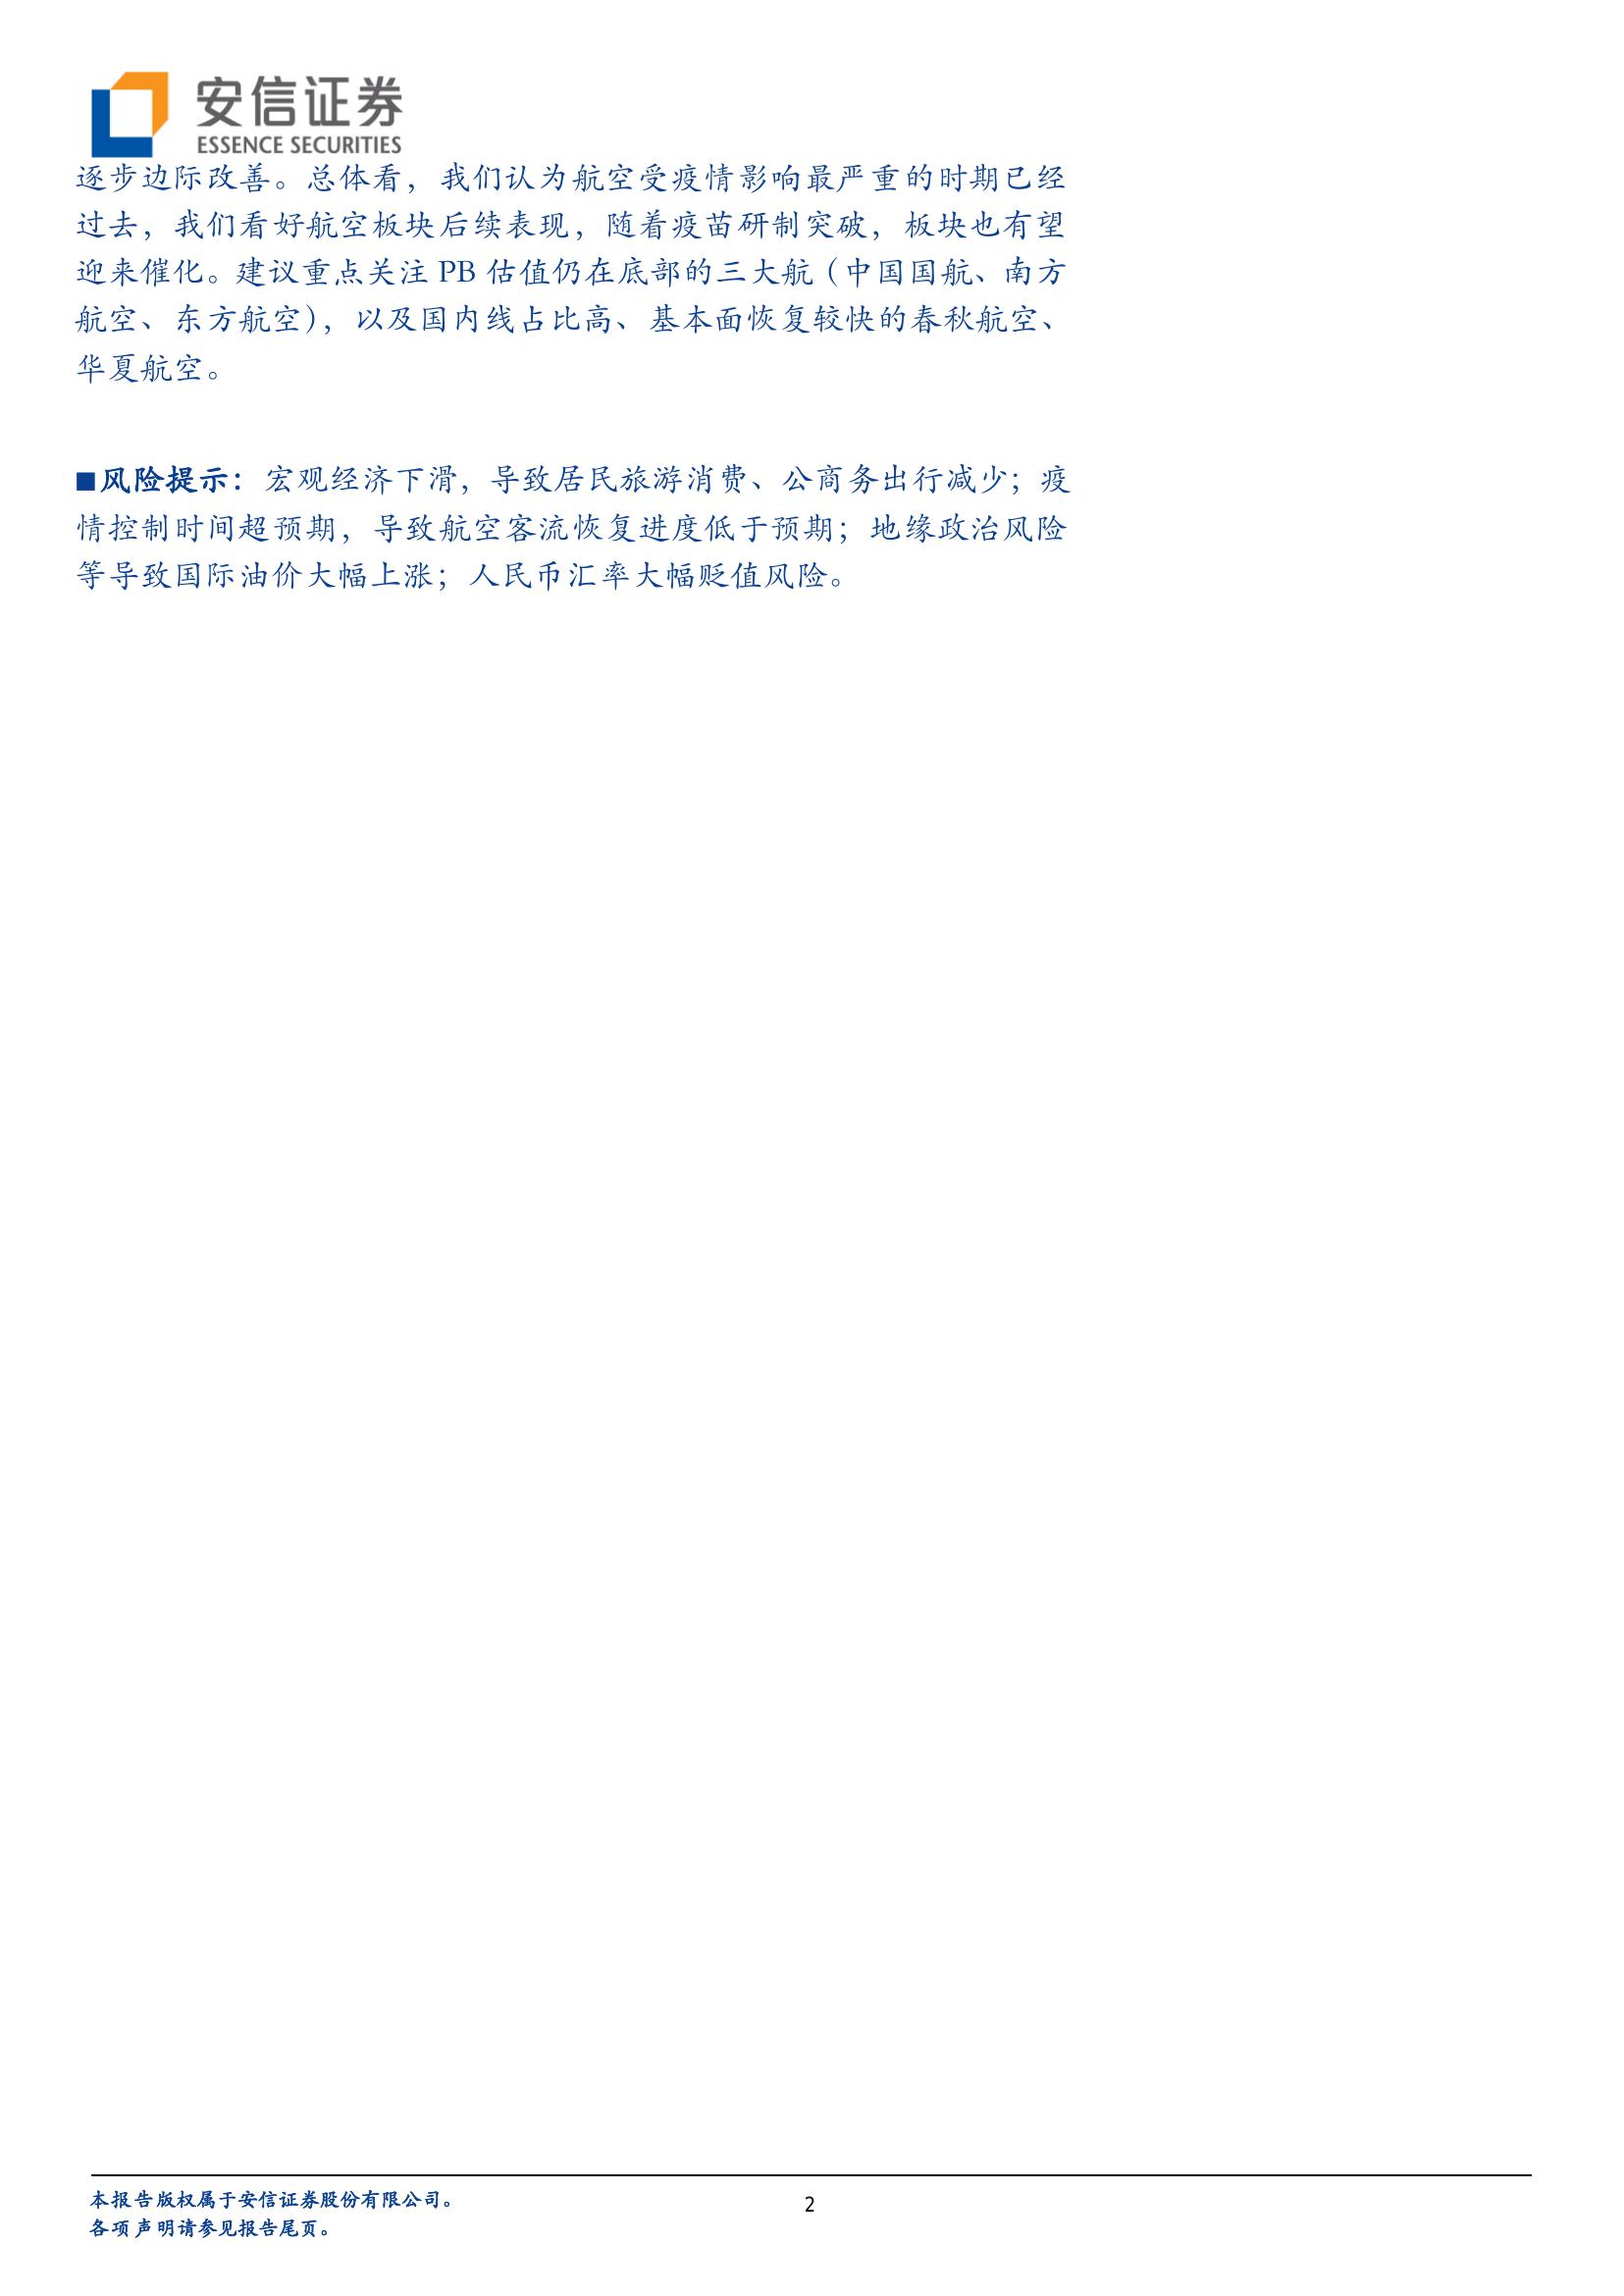 安信证券
ESSENCE SECURITIES
逐步边际改善。总体看，我们认为航空受疫情影响最严重的时期已经
过去，我们看好航空板块后续表现，随着疫苗研制突破，板块也有望
迎来催化。建议重点关注 PB 估值仍在底部的三大航（中国国航、南方
航空、东方航空），以及国内线占比高、基本面恢复较快的春秋航空、
华夏航空。
■风险提示：宏观经济下滑，导致居民旅游消费、公商务出行减少；疫
情控制时间超预期，导致航空客流恢复进度低于预期；地缘政治风险
等导致国际油价大幅上涨；人民币汇率大幅贬值风险。
本报告版权属于安信证券股份有限公司。
2
各项声明请参见报告尾页。